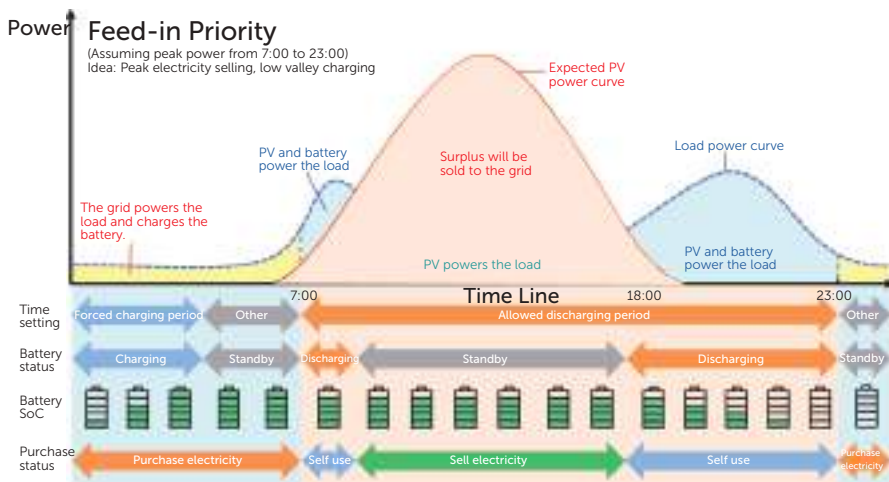 Power
Feed-in Priority
(Assuming peak power from 7:00 to 23:00)
Idea: Peak electricity selling, low valley charging
Expected PV
power curve
PV and battery
power the load
Surplus will be
sold to the grid
Load power curve
The grid powers the
load and charges the
battery.
PV powers the load
PV and battery
power the load
7:00
Time Line
18:00
23:00
Time
setting
Forced charging period
Other
Allowed discharging period
Other
Battery
status
Charging
Standby
Discharging
Standby
Discharging
Standby
Battery
SoC
Purchase
status
Purchase electricity
Self use
Sell electricity
Self use
Purchase
electricity